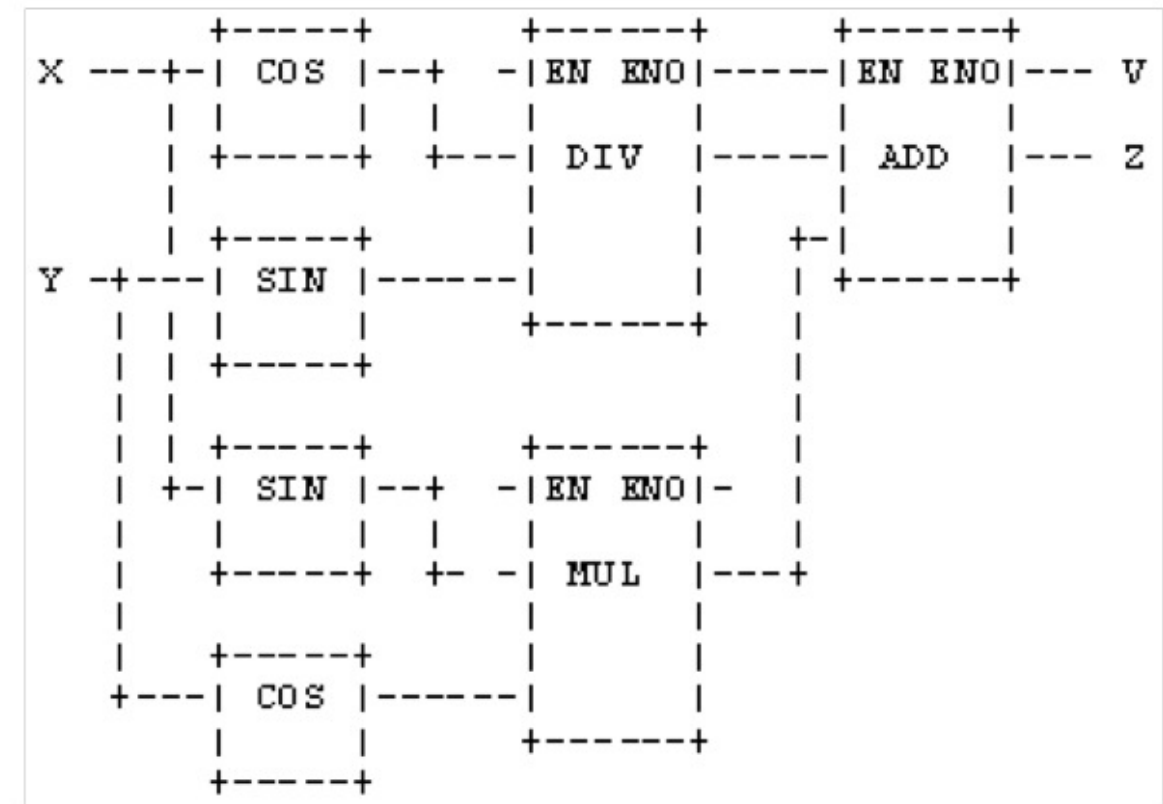 +-----+      +------+     +------+
X ---+-| COS |--+  -|EN ENO|-----|EN ENO|--- V
     | |     |  |   |      |     |      |
     | +-----+  +---| DIV  |-----| ADD  |--- Z
     |              |      |     |      |
     | +-----+      |      |   +-|      |
Y -+---| SIN |------|      |   | +------+
   | | |     |      +------+   |
   | | +-----+                 |
   | |                         |
   | | +-----+      +------+   |
   | +-| SIN |--+  -|EN ENO|-  |
   |   |     |  |   |      |   |
   |   +-----+  +- -| MUL  |---+
   |                |      |
   |   +-----+      |      |
   +---| COS |------|      |
       |     |      +------+
       +-----+